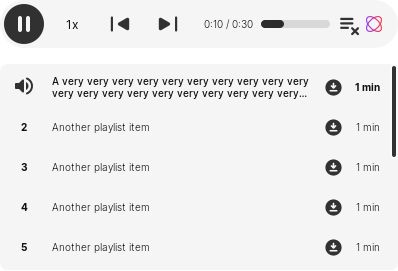 1x
0:10 / 0:30
A very very very very very very very very very very
very very very very very very very very very very... 1 min
2 Another playlist item 1 min
3 Another playlist item 1 min
4 Another playlist item 1 min
5 Another playlist item 1 min